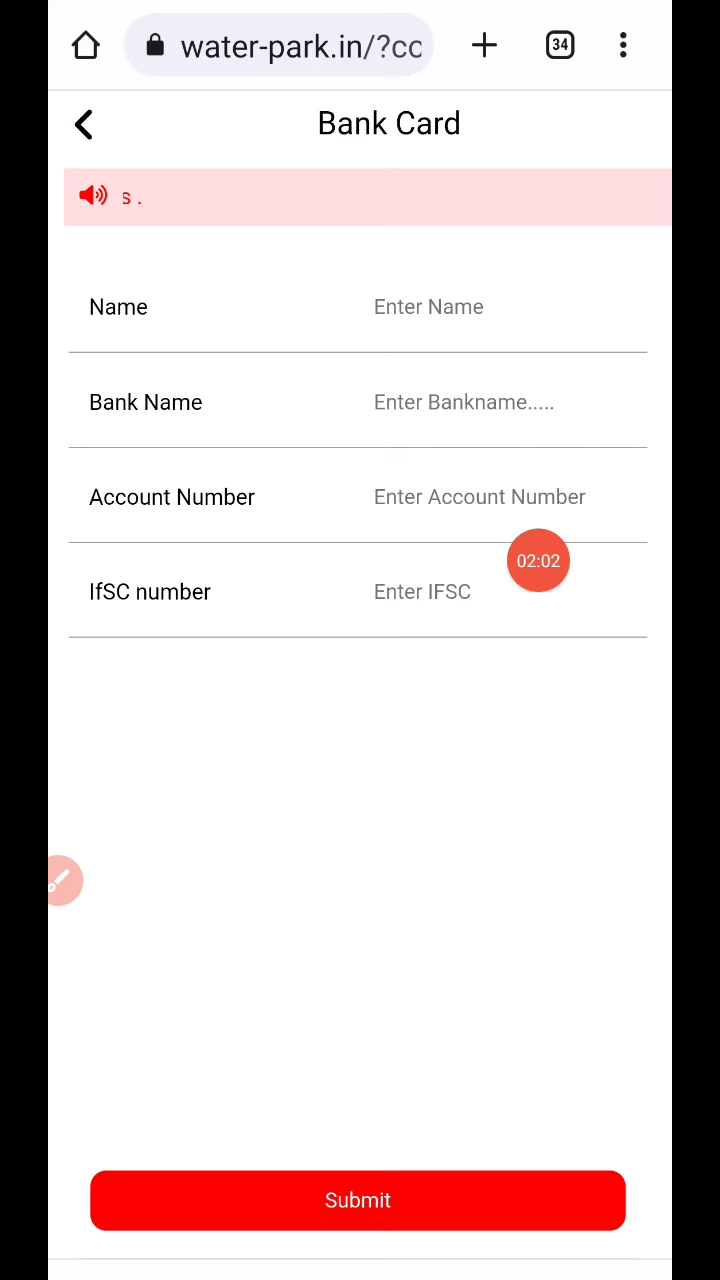 water-park.in/?cc
34
Bank Card
s .
Name
Enter Name
Bank Name
Enter Bankname.....
Account Number
Enter Account Number
02:02
IfSC number
Enter IFSC
Submit